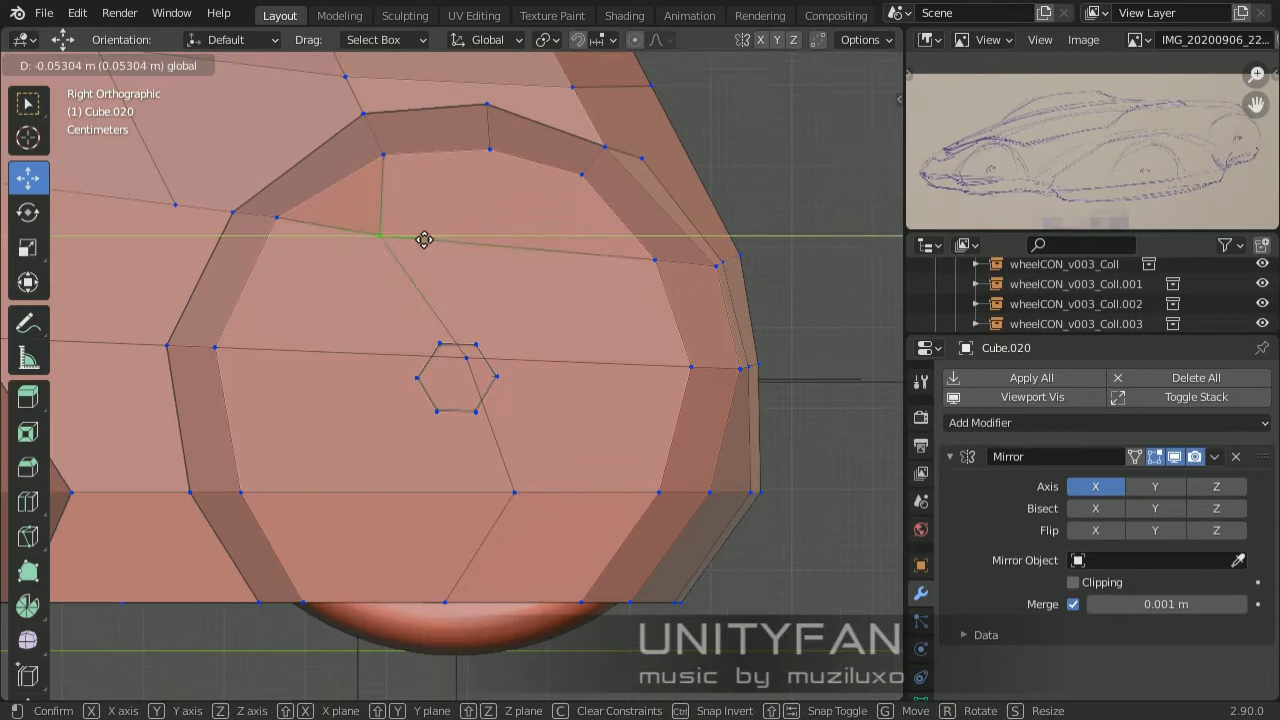 File Edit Render Window Help Layout Modeling Sculpting UV Editing Texture Paint Shading Animation Rendering Compositing Scene View Layer
Orientation: Default Drag: Select Box Global X Y Z Options View View Image IMG_20200906_22...
D: -0.05304 m (0.05304 m) global
Right Orthographic
(1) Cube.020
Centimeters
wheelCON_v003_Coll
wheelCON_v003_Coll.001
wheelCON_v003_Coll.002
wheelCON_v003_Coll.003
Cube.020
Apply All Delete All
Viewport Vis Toggle Stack
Add Modifier
Mirror
Axis X Y Z
Bisect X Y Z
Flip X Y Z
Mirror Object
Clipping
Merge 0.001 m
Data
UNITYFAN
music by muziluxo
Confirm X X axis Y Y axis Z Z axis X X plane Y Y plane Z Z plane C Clear Constraints Ctrl Snap Invert Snap Toggle G Move R Rotate S Resize 2.90.0